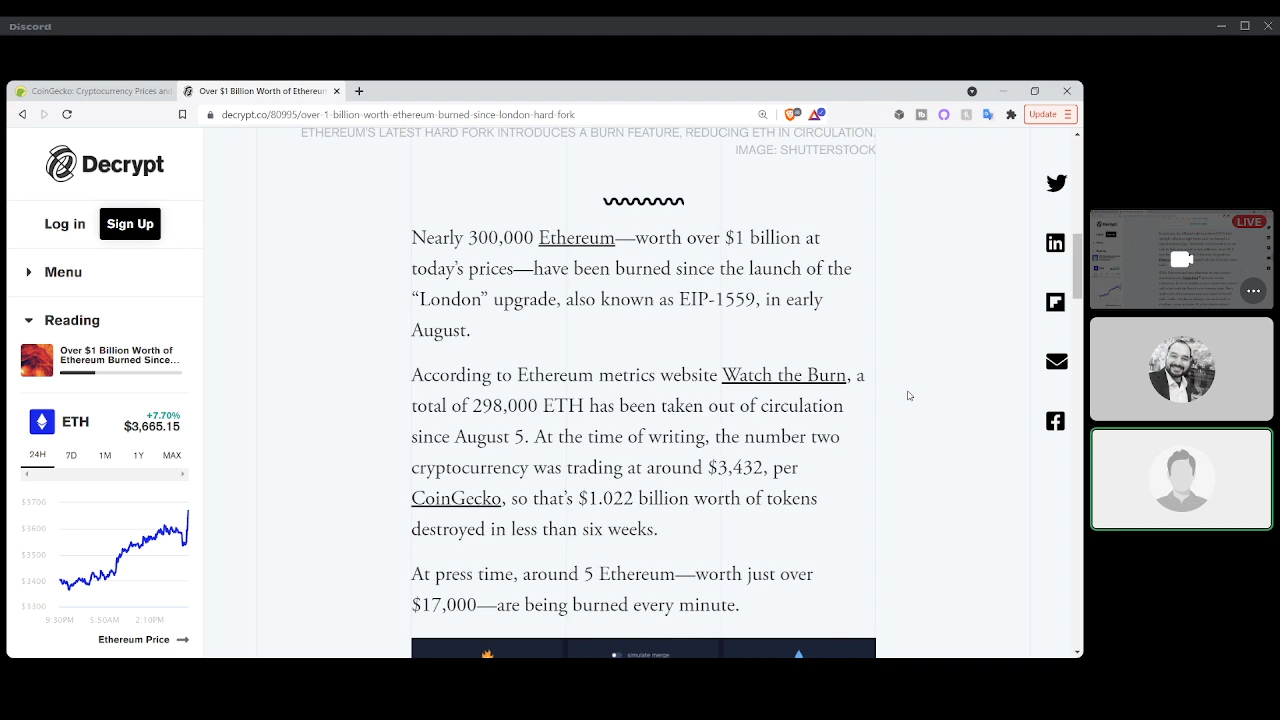 Discord
CoinGecko: Cryptocurrency Prices and
Over $1 Billion Worth of Ethereum
decrypt.co/80995/over-1-billion-worth-ethereum-burned-since-london-hard-fork
Update
Decrypt
Log in
Sign Up
Menu
Reading
Over $1 Billion Worth of
Ethereum Burned Since...
ETH
+7.70%
$3,665.15
24H 7D 1M 1Y MAX
$3700
$3600
$3500
$3400
$3300
9:30PM 5:50AM 2:10PM
Ethereum Price
ETHEREUM'S LATEST HARD FORK INTRODUCES A BURN FEATURE, REDUCING ETH IN CIRCULATION.
IMAGE: SHUTTERSTOCK
Nearly 300,000 Ethereum—worth over $1 billion at
today's prices—have been burned since the launch of the
“London” upgrade, also known as EIP-1559, in early
August.
According to Ethereum metrics website Watch the Burn, a
total of 298,000 ETH has been taken out of circulation
since August 5. At the time of writing, the number two
cryptocurrency was trading at around $3,432, per
CoinGecko, so that's $1.022 billion worth of tokens
destroyed in less than six weeks.
At press time, around 5 Ethereum—worth just over
$17,000—are being burned every minute.
simulate merge
LIVE